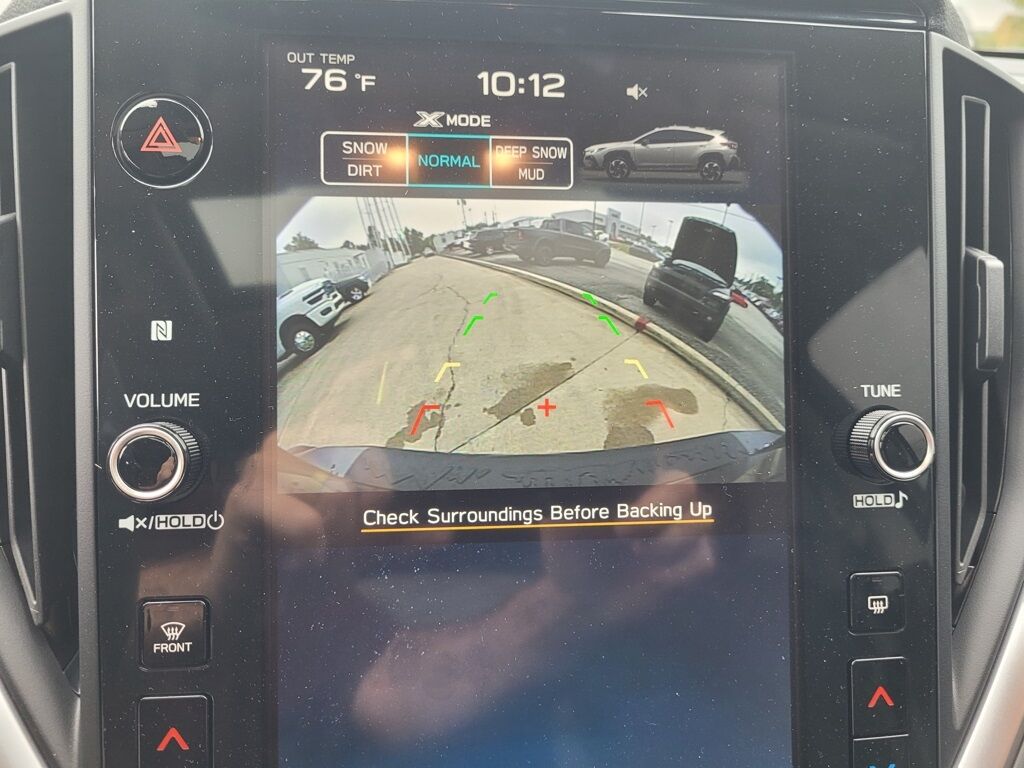 OUT TEMP
76 °F
10:12
X MODE
SNOW
DIRT
NORMAL
DEEP SNOW
MUD
VOLUME
TUNE
/HOLD
HOLD
Check Surroundings Before Backing Up
FRONT